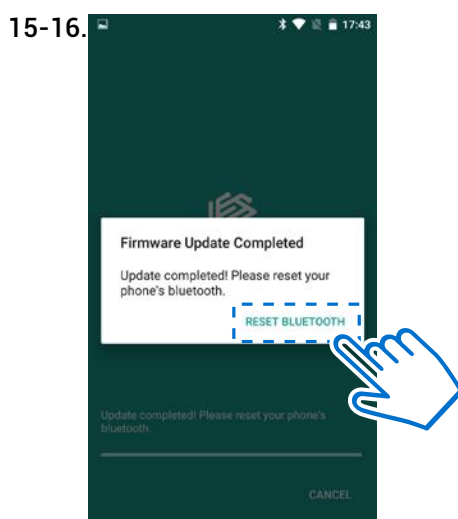 15-16.
17:43
Firmware Update Completed
Update completed! Please reset your
phone's bluetooth.
RESET BLUETOOTH
Update completed! Please reset your phone's
bluetooth.
CANCEL